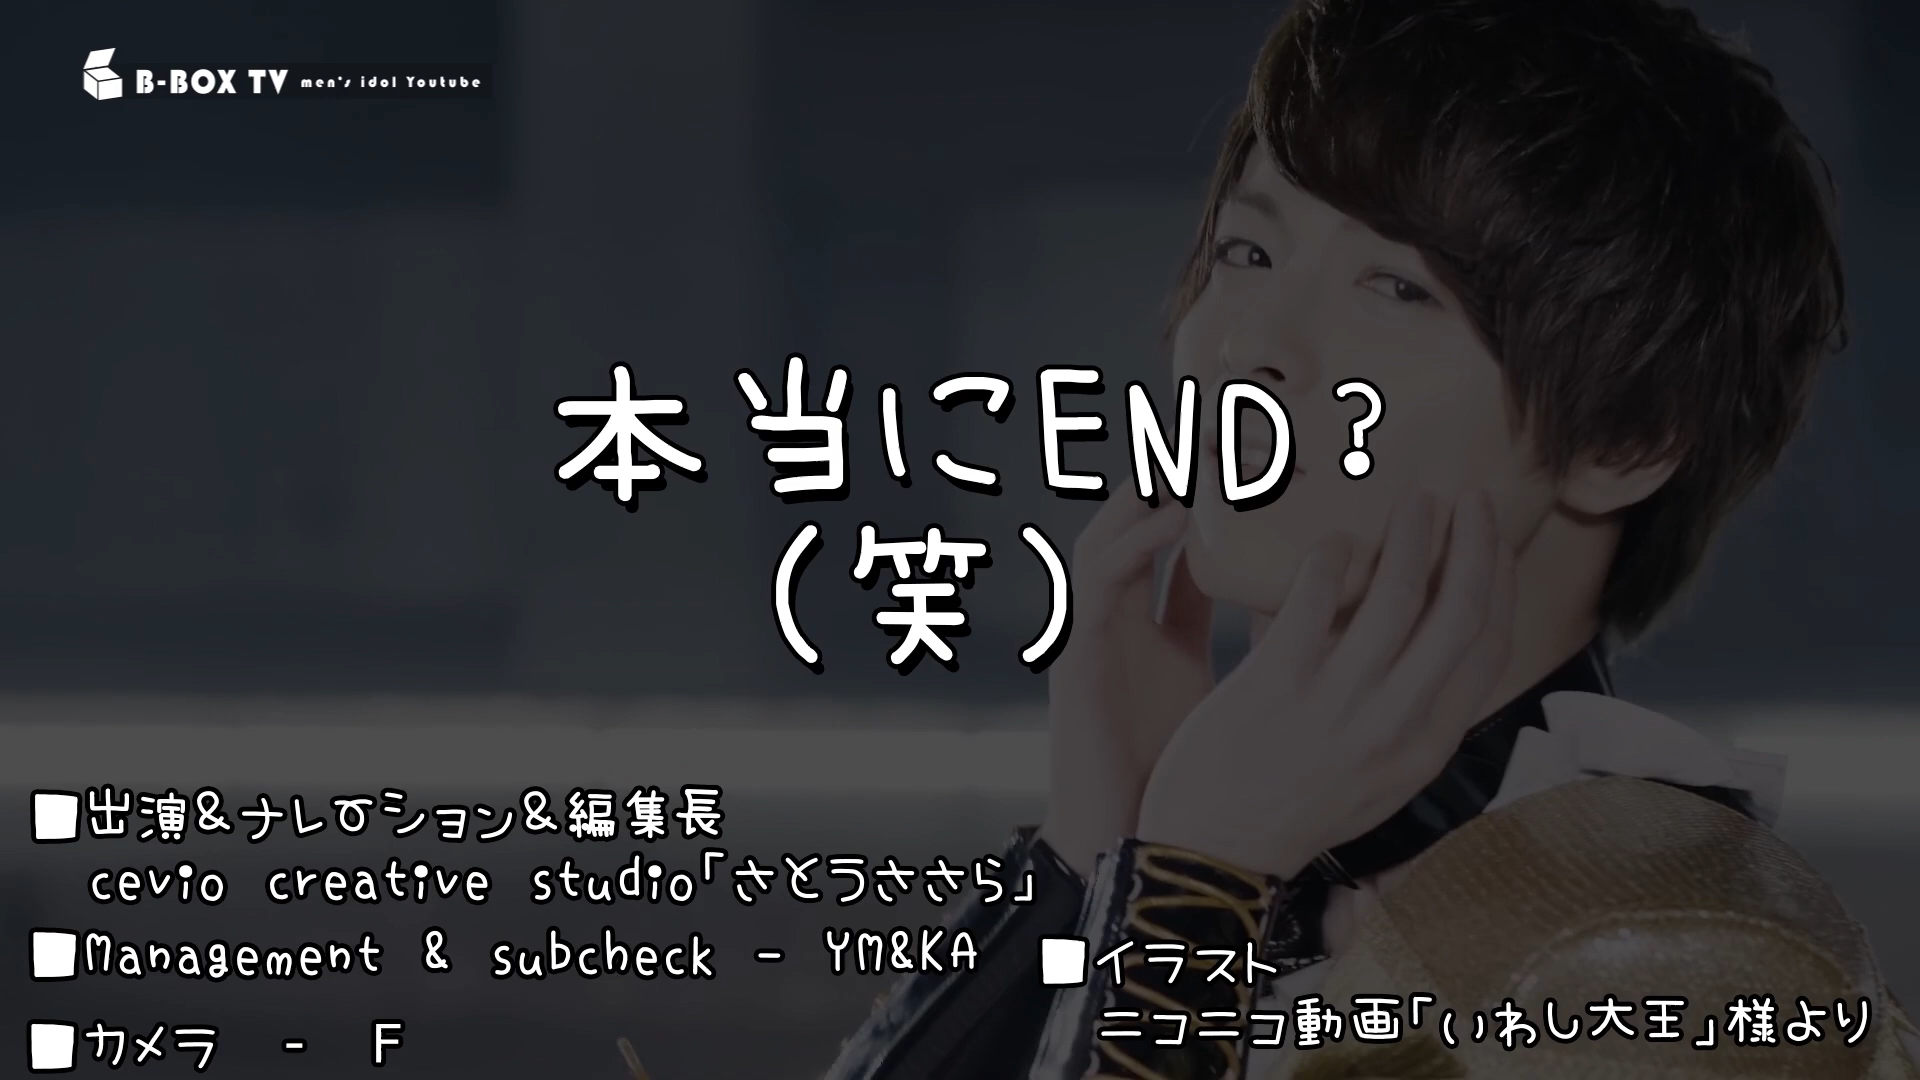 B-BOX TV men's idol Youtube
本当にEND?
(笑)
■出演&ナレーション&編集長
cevio creative studio「さとうささら」
■Management & subcheck - YM&KA
■イラスト
ニコニコ動画「いわし大王」様より
■カメラ - F